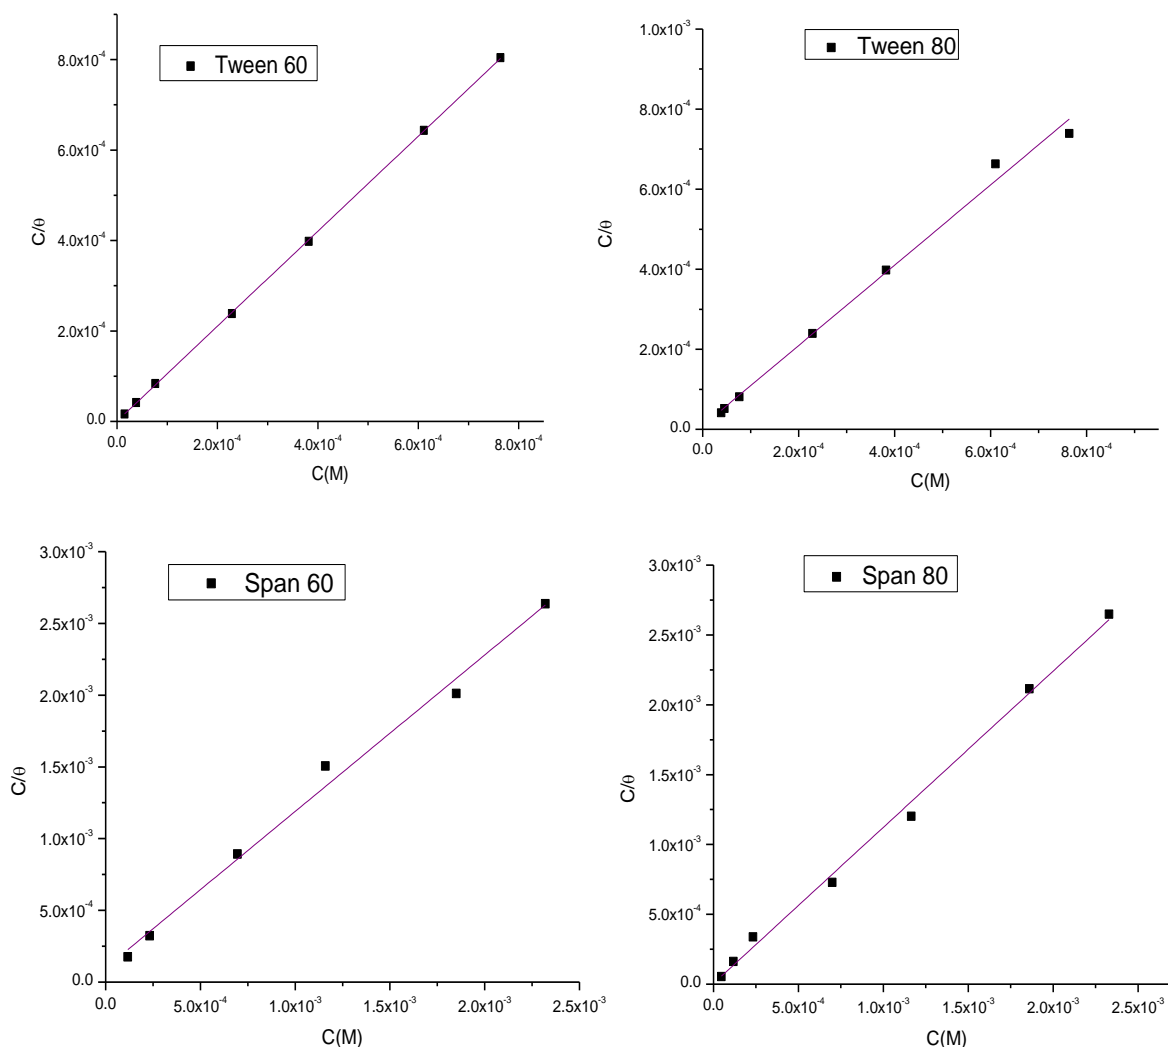 Tween 60
8.0x10⁻⁴
6.0x10⁻⁴
4.0x10⁻⁴
2.0x10⁻⁴
0.0
C/θ
0.0 2.0x10⁻⁴ 4.0x10⁻⁴ 6.0x10⁻⁴ 8.0x10⁻⁴
C(M)
Tween 80
1.0x10⁻³
8.0x10⁻⁴
6.0x10⁻⁴
4.0x10⁻⁴
2.0x10⁻⁴
0.0
C/θ
0.0 2.0x10⁻⁴ 4.0x10⁻⁴ 6.0x10⁻⁴ 8.0x10⁻⁴
C(M)
Span 60
3.0x10⁻³
2.5x10⁻³
2.0x10⁻³
1.5x10⁻³
1.0x10⁻³
5.0x10⁻⁴
0.0
C/θ
0.0 5.0x10⁻⁴ 1.0x10⁻³ 1.5x10⁻³ 2.0x10⁻³ 2.5x10⁻³
C(M)
Span 80
3.0x10⁻³
2.5x10⁻³
2.0x10⁻³
1.5x10⁻³
1.0x10⁻³
5.0x10⁻⁴
0.0
C/θ
0.0 5.0x10⁻⁴ 1.0x10⁻³ 1.5x10⁻³ 2.0x10⁻³ 2.5x10⁻³
C(M)